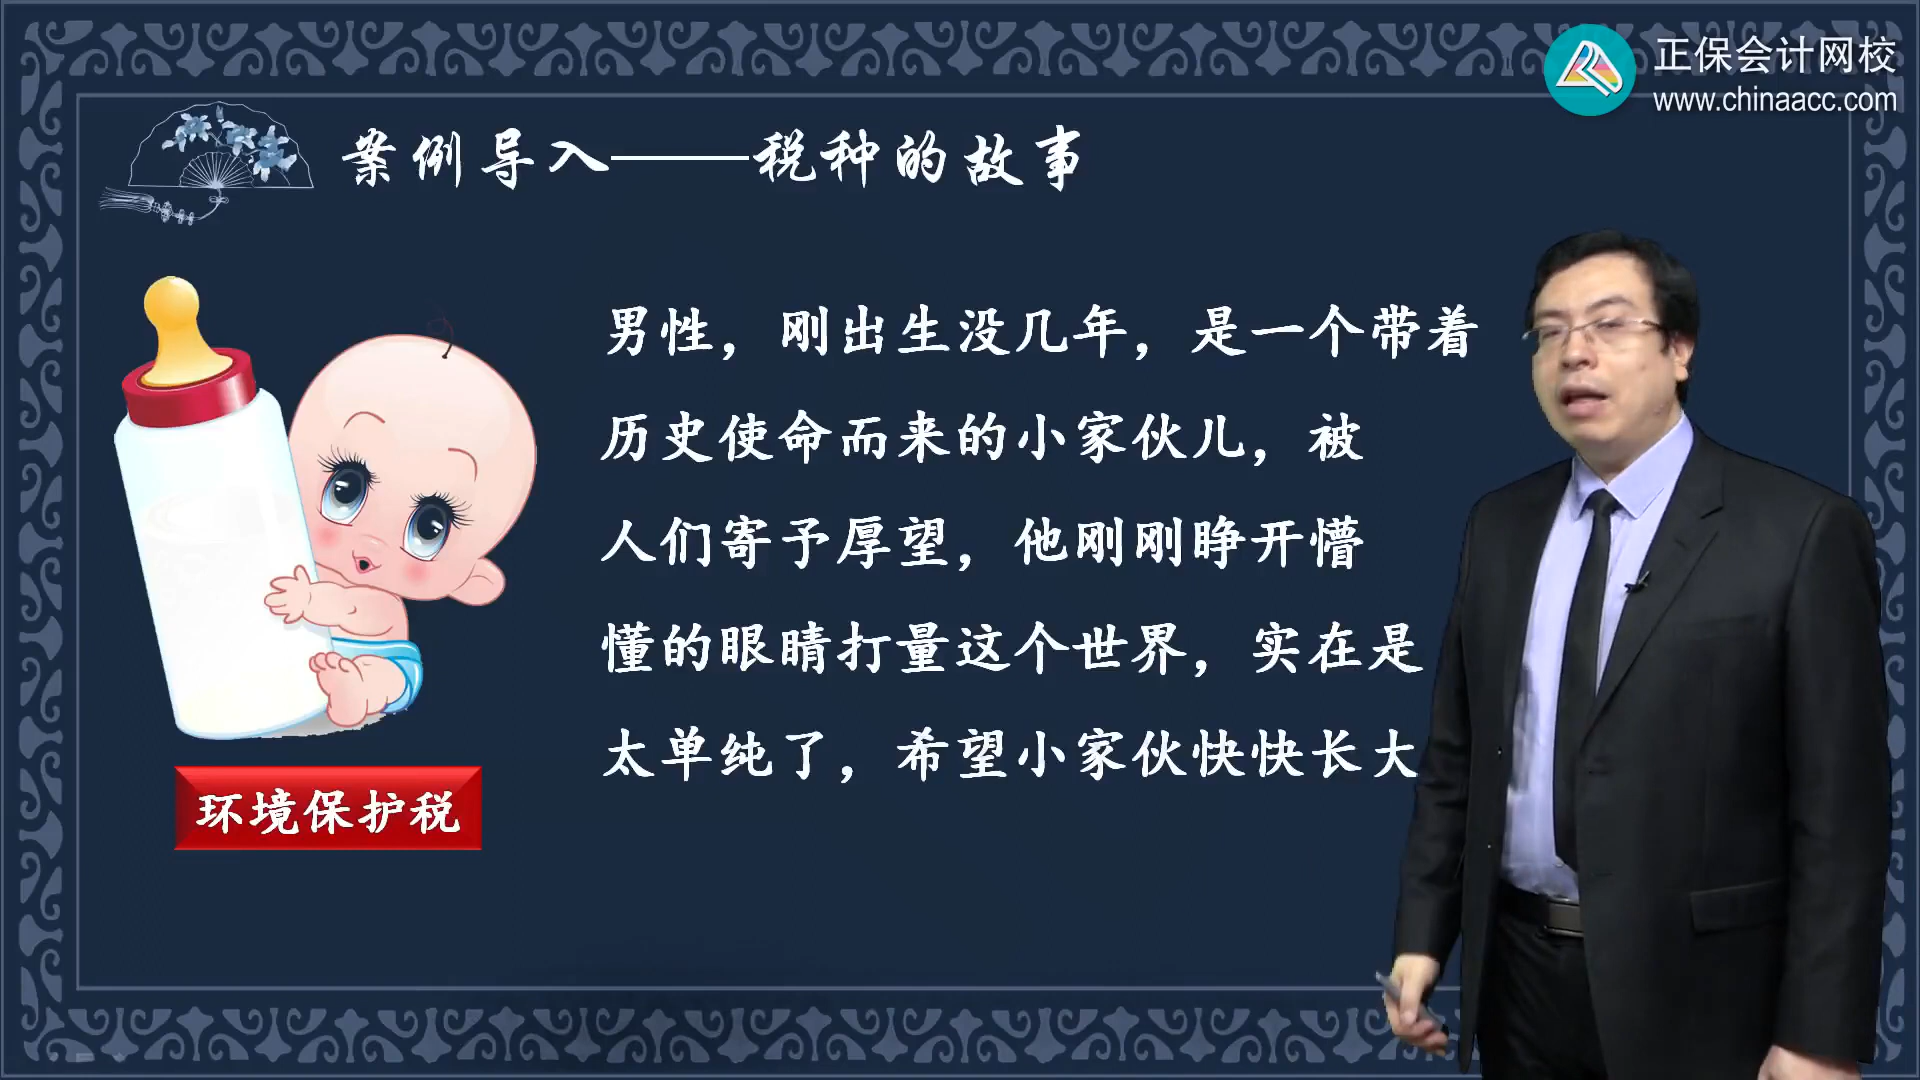 正保会计网校
www.chinaacc.com
案例导入——税种的故事
男性，刚出生没几年，是一个带着
历史使命而来的小家伙儿，被
人们寄予厚望，他刚刚睁开懵
懂的眼睛打量这个世界，实在是
太单纯了，希望小家伙快快长大
环境保护税